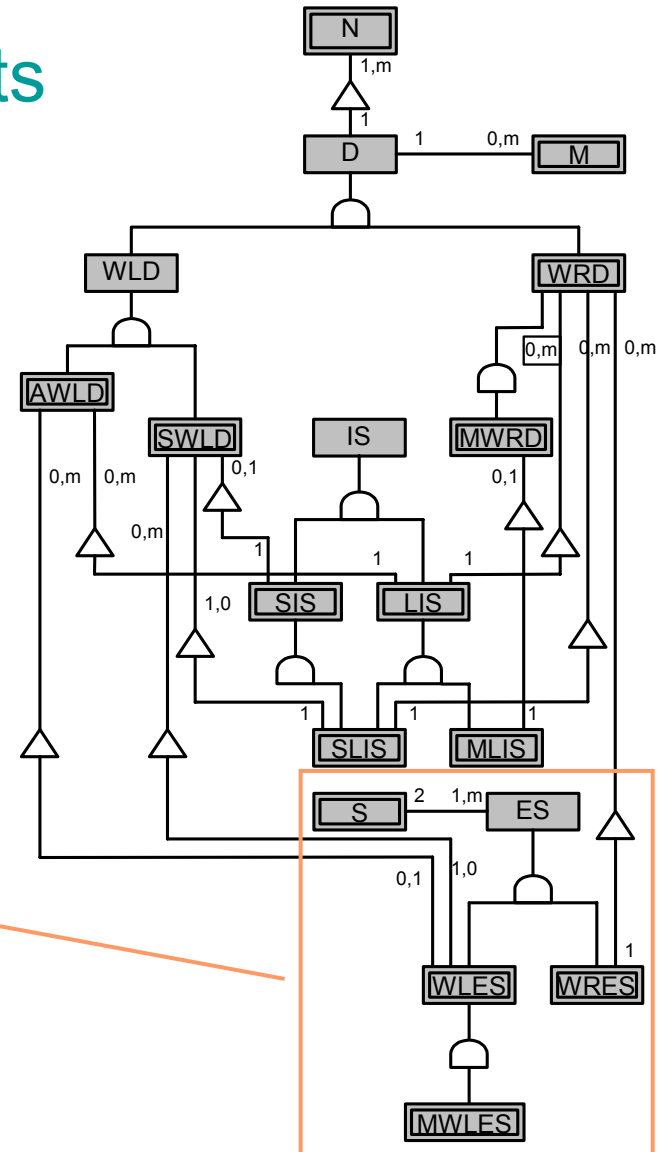 ts
N
1,m
1
D
1
0,m
M
WLD
WRD
0,m
0,m
0,m
AWLD
SWLD
IS
MWRD
0,m
0,m
0,1
0,1
0,m
1
1
1
SIS
LIS
1,0
1
1
1
SLIS
MLIS
S
2
1,m
ES
0,1
1,0
1
WLES
WRES
MWLES